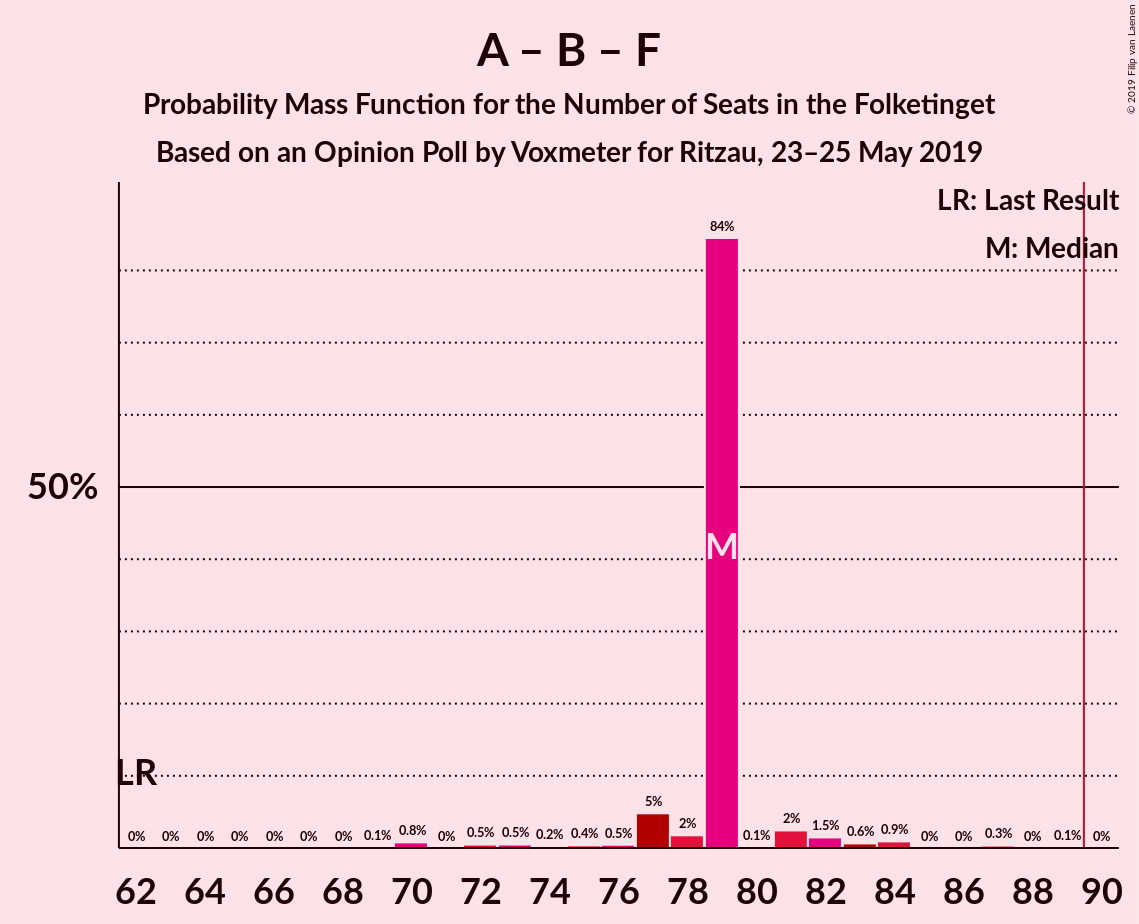 A – B – F
Probability Mass Function for the Number of Seats in the Folketinget
Based on an Opinion Poll by Voxmeter for Ritzau, 23–25 May 2019
© 2019 Filip van Laenen
LR: Last Result
M: Median
84%
50%
M
LR
0% 0% 0% 0% 0% 0% 0% 0.1% 0.8% 0% 0.5% 0.5% 0.2% 0.4% 0.5% 5% 2% 0.1% 2% 1.5% 0.6% 0.9% 0% 0% 0.3% 0% 0.1% 0%
62 64 66 68 70 72 74 76 78 80 82 84 86 88 90